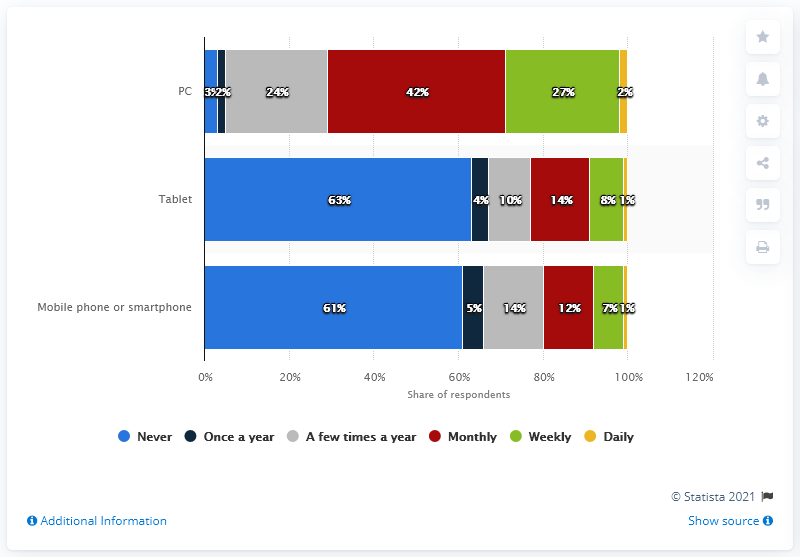 PC
3% 2% 24% 42% 27% 2%
Tablet
63% 4% 10% 14% 8% 1%
Mobile phone or smartphone
61% 5% 14% 12% 7% 1%
0% 20% 40% 60% 80% 100% 120%
Share of respondents
Never Once a year A few times a year Monthly Weekly Daily
© Statista 2021
Additional Information Show source